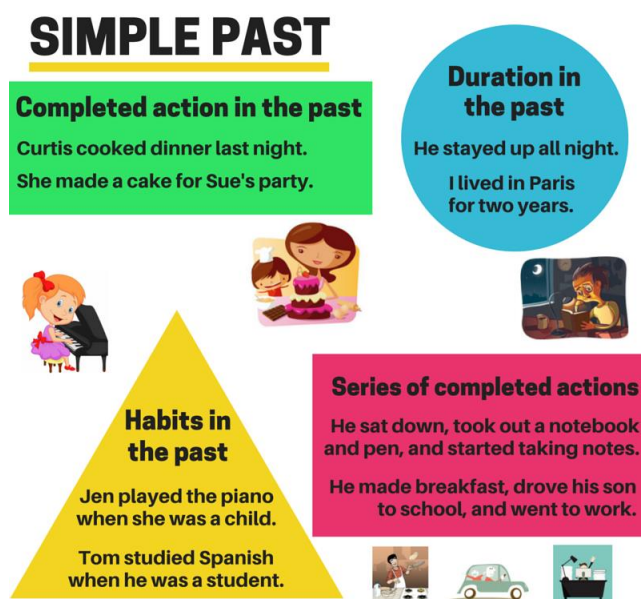 SIMPLE PAST
Completed action in the past
Curtis cooked dinner last night.
She made a cake for Sue's party.
Duration in
the past
He stayed up all night.
I lived in Paris
for two years.
Habits in
the past
Jen played the piano
when she was a child.
Tom studied Spanish
when he was a student.
Series of completed actions
He sat down, took out a notebook
and pen, and started taking notes.
He made breakfast, drove his son
to school, and went to work.